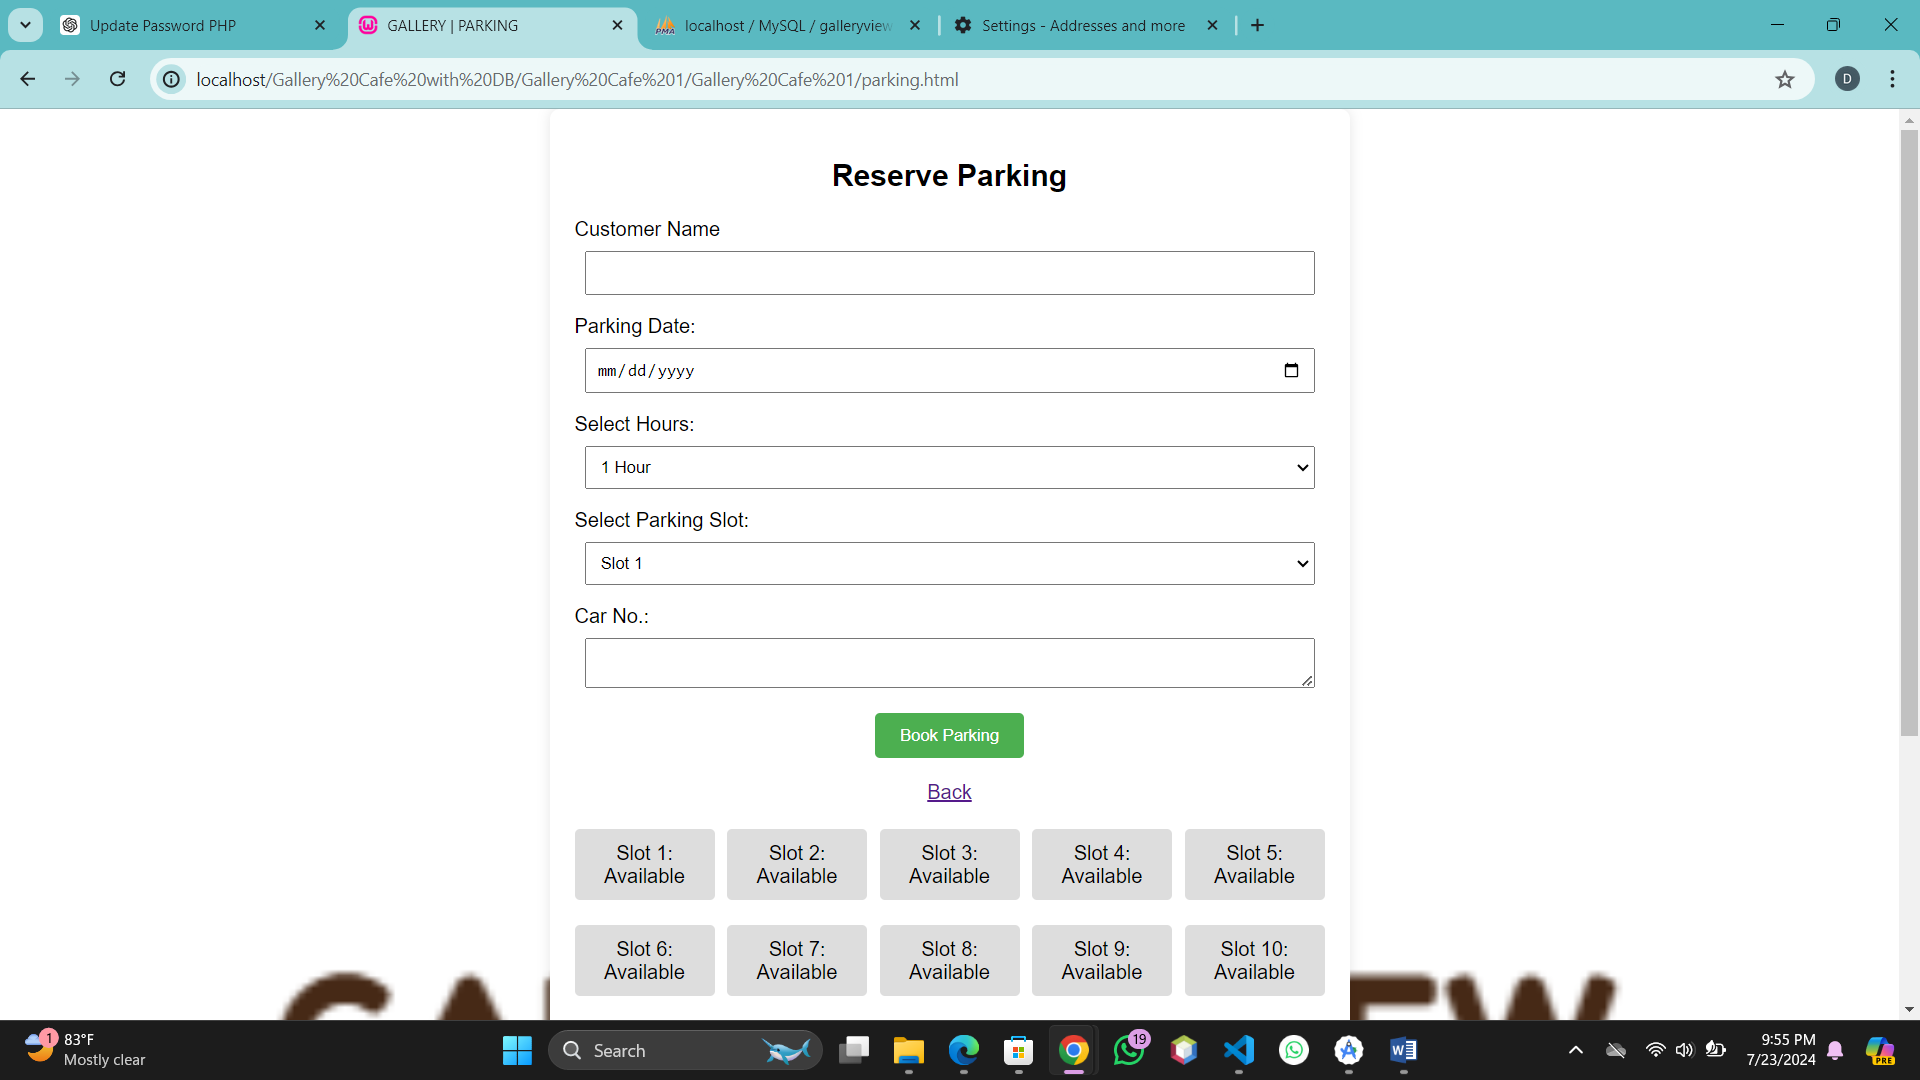 Update Password PHP
GALLERY | PARKING
localhost / MySQL / galleryview
Settings - Addresses and more
localhost/Gallery%20Cafe%20with%20DB/Gallery%20Cafe%201/Gallery%20Cafe%201/parking.html
D
Reserve Parking
Customer Name
Parking Date:
mm/dd/yyyy
Select Hours:
1 Hour
Select Parking Slot:
Slot 1
Car No.:
Book Parking
Back
Slot 1:
Available
Slot 2:
Available
Slot 3:
Available
Slot 4:
Available
Slot 5:
Available
Slot 6:
Available
Slot 7:
Available
Slot 8:
Available
Slot 9:
Available
Slot 10:
Available
1
83°F
Mostly clear
Search
19
9:55 PM
7/23/2024
PRE